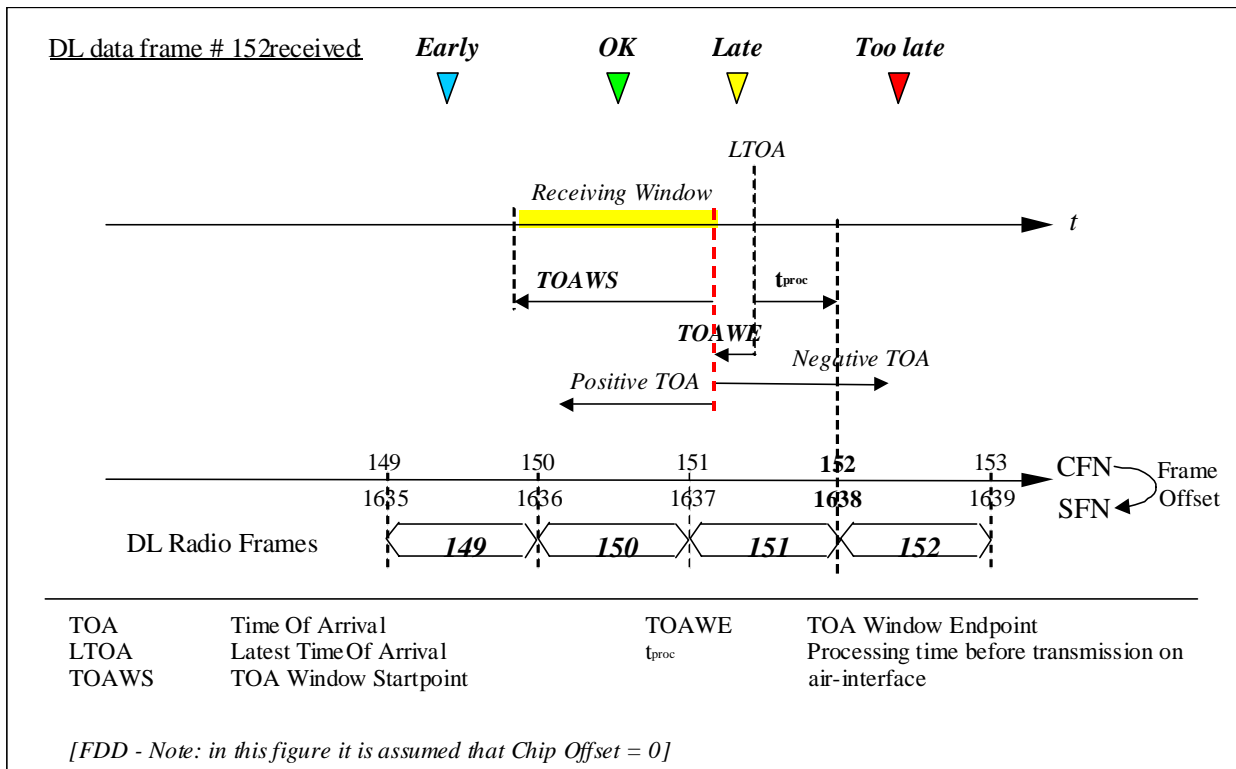 DL data frame # 152received: Early OK Late Too late
LTOA
Receiving Window
t
TOAWS tproc
TOAWE
Negative TOA
Positive TOA
149 150 151 152 153 CFN Frame
Offset
1635 1636 1637 1638 1639 SFN
DL Radio Frames 149 150 151 152
TOA Time Of Arrival TOAWE TOA Window Endpoint
LTOA Latest Time Of Arrival tproc Processing time before transmission on
TOAWS TOA Window Startpoint air-interface
[FDD - Note: in this figure it is assumed that Chip Offset = 0]